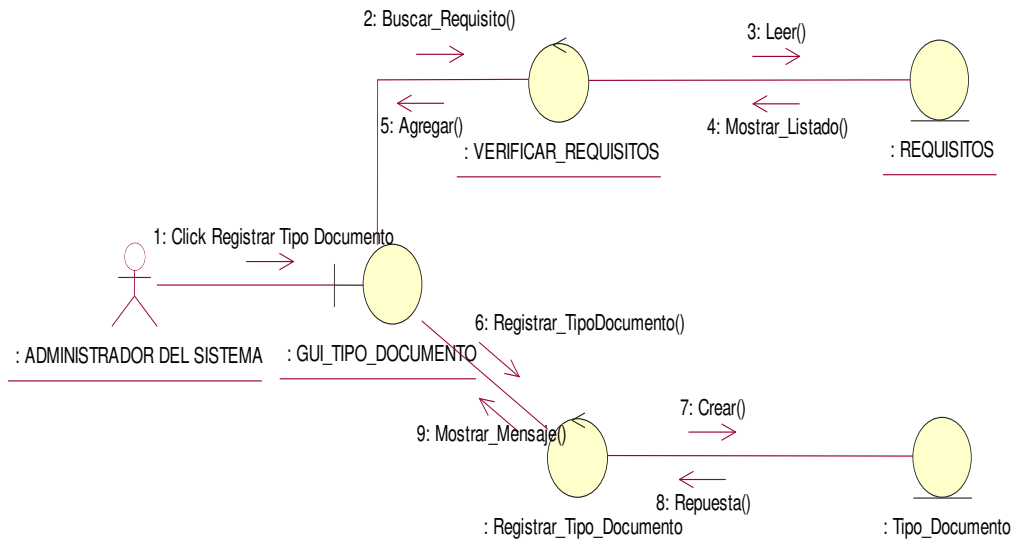 2: Buscar_Requisito()
3: Leer()
5: Agregar()
4: Mostrar_Listado()
: VERIFICAR_REQUISITOS
: REQUISITOS
1: Click Registrar Tipo Documento
6: Registrar_TipoDocumento()
: ADMINISTRADOR DEL SISTEMA
: GUI_TIPO_DOCUMENTO
7: Crear()
9: Mostrar_Mensaje()
8: Repuesta()
: Registrar_Tipo_Documento
: Tipo_Documento